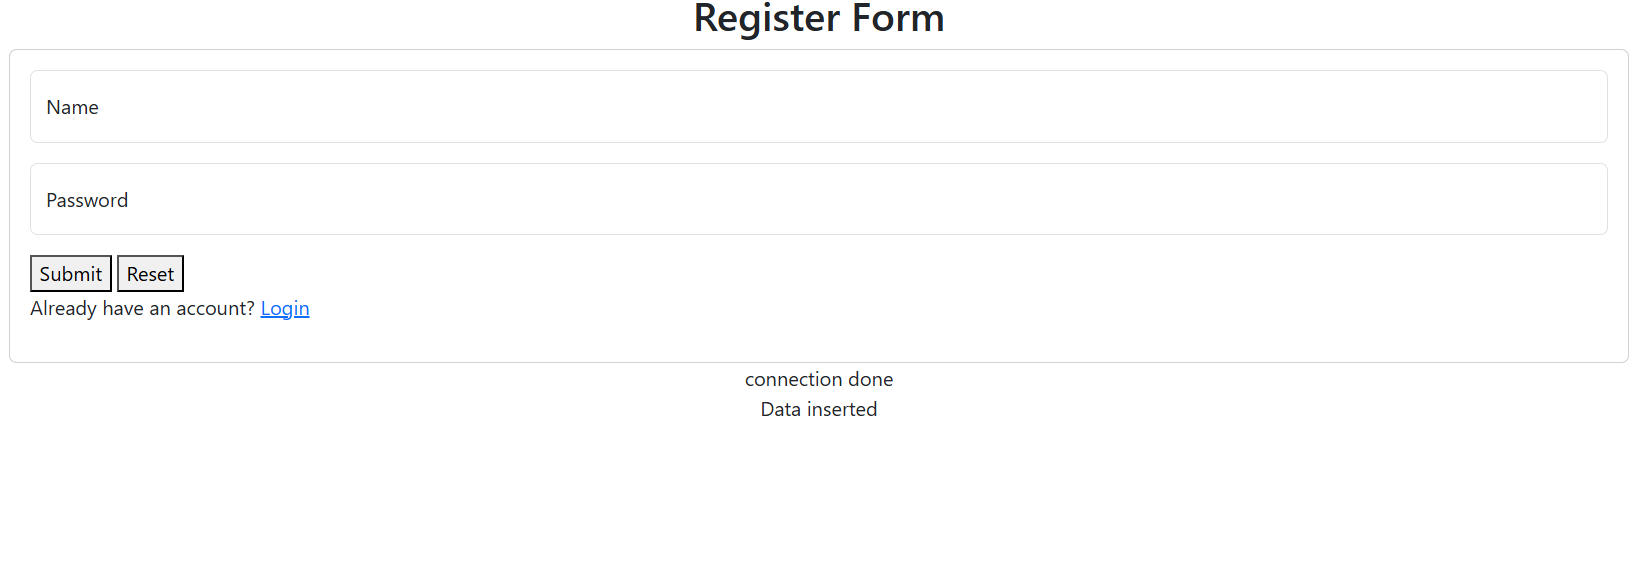 Register Form
Name
Password
Submit Reset
Already have an account? Login
connection done
Data inserted